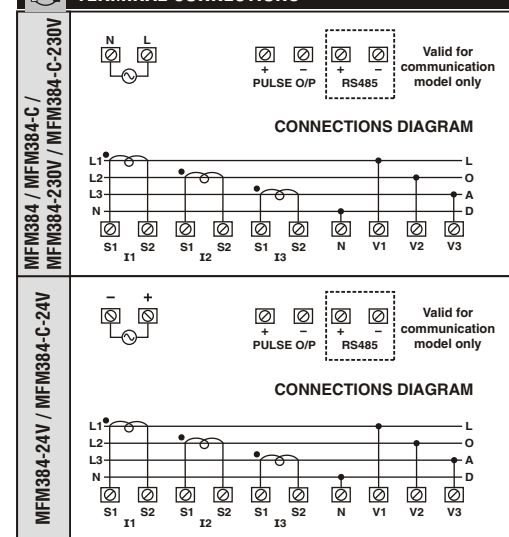 TERMINAL CONNECTIONS
MFM384 / MFM384-C /
MFM384-230V / MFM384-C-230V
N L
+ − + −
PULSE O/P RS485
Valid for
communication
model only
CONNECTIONS DIAGRAM
L1 L
L2 O
L3 A
N D
S1 S2 S1 S2 S1 S2 N V1 V2 V3
I1 I2 I3
MFM384-24V / MFM384-C-24V
− +
+ − + −
PULSE O/P RS485
Valid for
communication
model only
CONNECTIONS DIAGRAM
L1 L
L2 O
L3 A
N D
S1 S2 S1 S2 S1 S2 N V1 V2 V3
I1 I2 I3